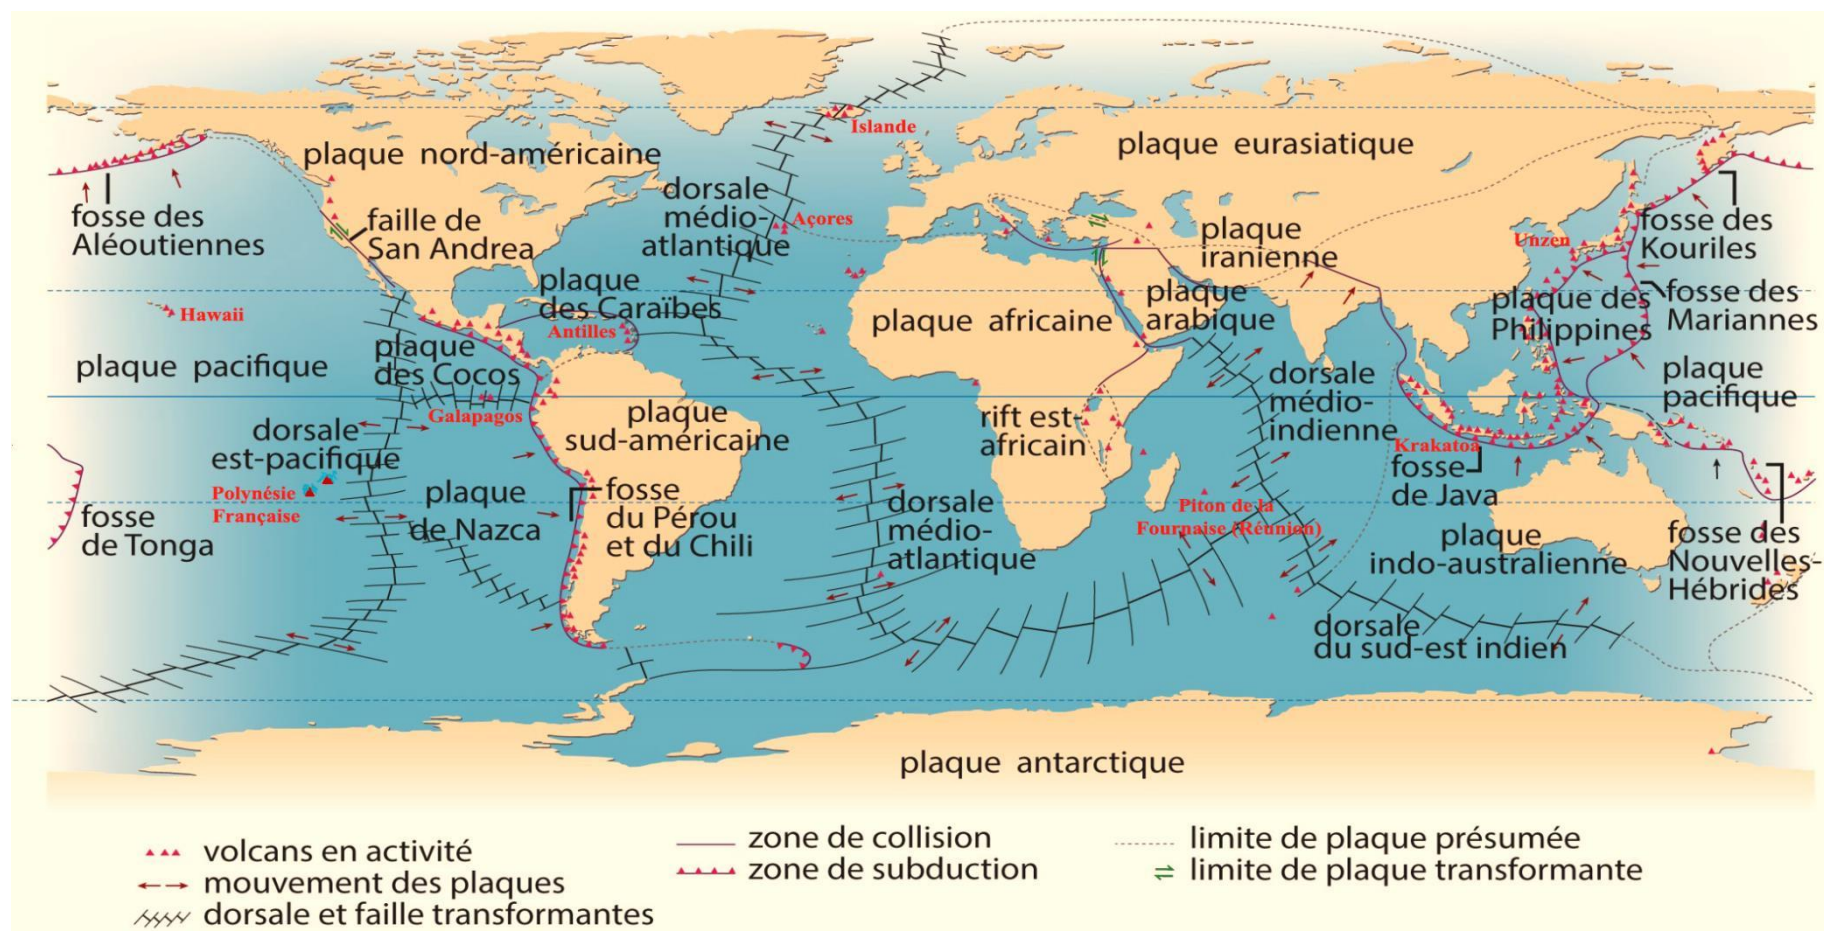 Islande
plaque nord-américaine
plaque eurasiatique
fosse des
Aléoutiennes
faille de
San Andrea
dorsale
médio-
atlantique
Açores
plaque
iranienne
Unzen
fosse des
Kouriles
Hawaii
plaque
des Caraïbes
Antilles
plaque africaine
plaque
arabique
plaque des
Philippines
fosse des
Mariannes
plaque pacifique
plaque
des Cocos
Galapagos
plaque
sud-américaine
rift est-
africain
dorsale
médio-
indienne
plaque
pacifique
dorsale
est-pacifique
Polynésie
Française
plaque
de Nazca
fosse
du Pérou
et du Chili
dorsale
médio-
atlantique
Piton de la
Fournaise (Réunion)
Krakatoa
fosse
de Java
fosse
de Tonga
plaque
indo-australienne
fosse des
Nouvelles-
Hébrides
dorsale
du sud-est indien
plaque antarctique
volcans en activité
mouvement des plaques
dorsale et faille transformantes
zone de collision
zone de subduction
limite de plaque présumée
limite de plaque transformante